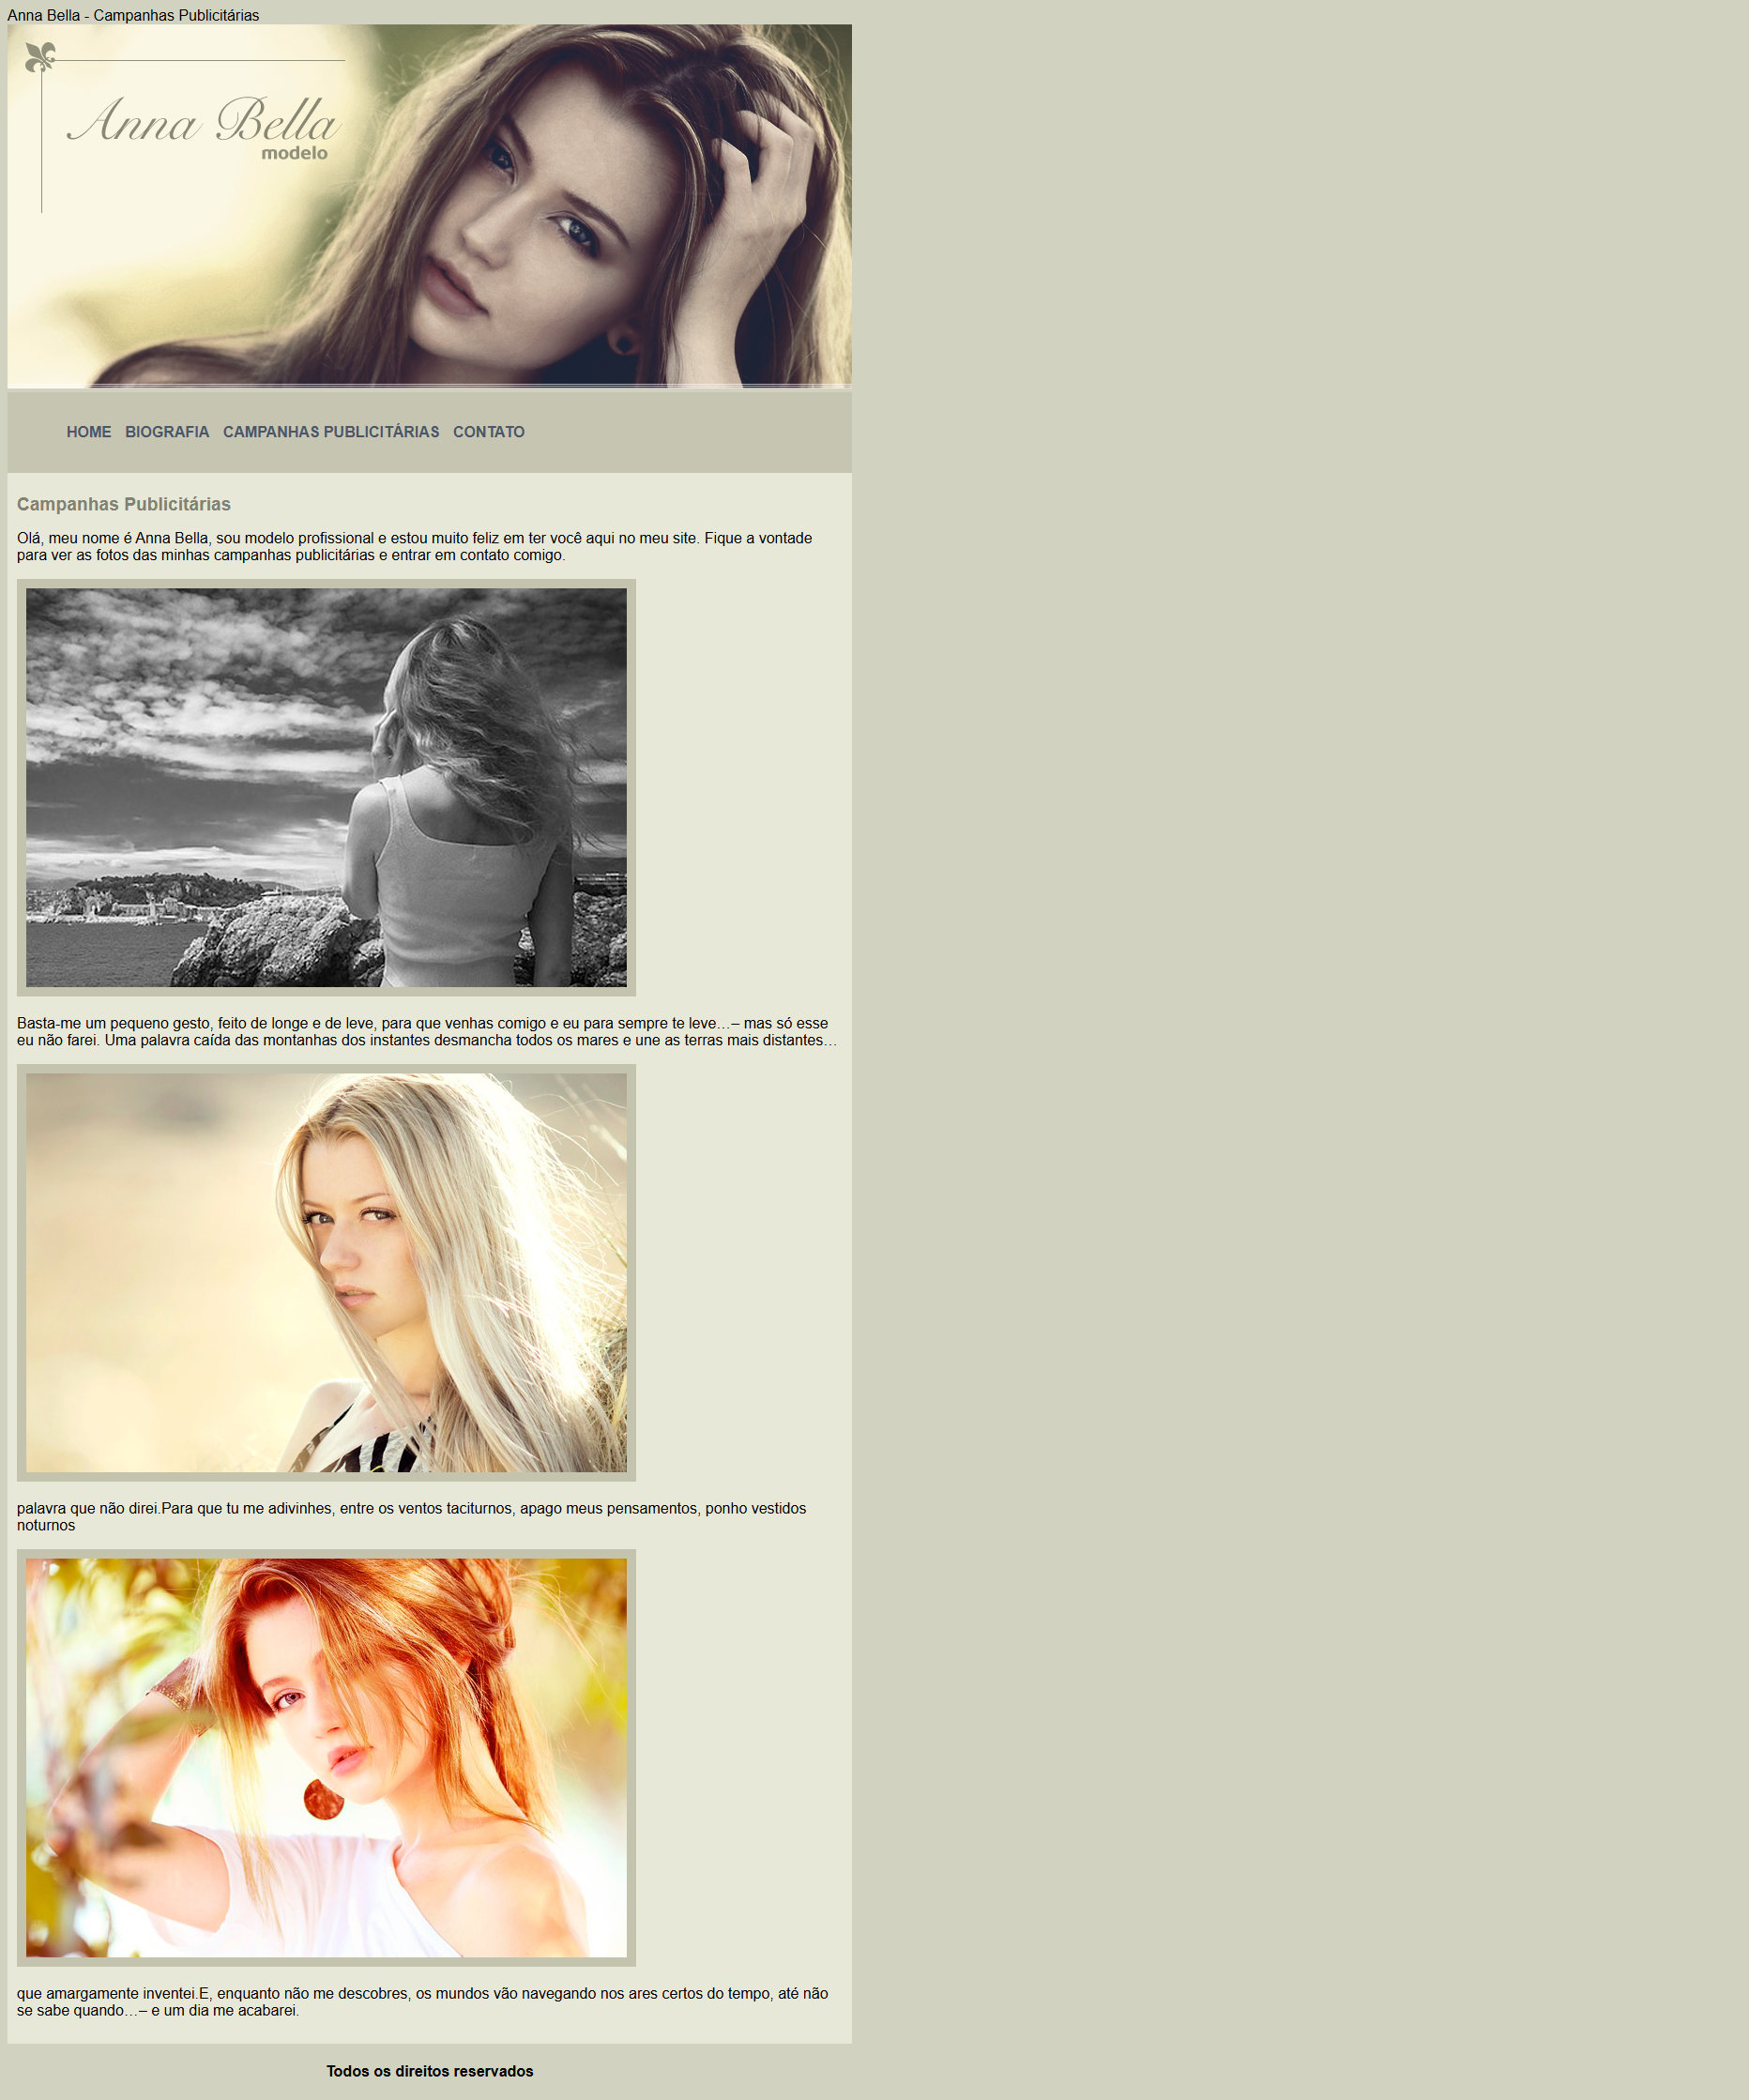 Anna Bella - Campanhas Publicitárias
Anna Bella
modelo
HOME BIOGRAFIA CAMPANHAS PUBLICITÁRIAS CONTATO
Campanhas Publicitárias
Olá, meu nome é Anna Bella, sou modelo profissional e estou muito feliz em ter você aqui no meu site. Fique a vontade
para ver as fotos das minhas campanhas publicitárias e entrar em contato comigo.
Basta-me um pequeno gesto, feito de longe e de leve, para que venhas comigo e eu para sempre te leve…– mas só esse
eu não farei. Uma palavra caída das montanhas dos instantes desmancha todos os mares e une as terras mais distantes…
palavra que não direi.Para que tu me adivinhes, entre os ventos taciturnos, apago meus pensamentos, ponho vestidos
noturnos
que amargamente inventei.E, enquanto não me descobres, os mundos vão navegando nos ares certos do tempo, até não
se sabe quando…– e um dia me acabarei.
Todos os direitos reservados